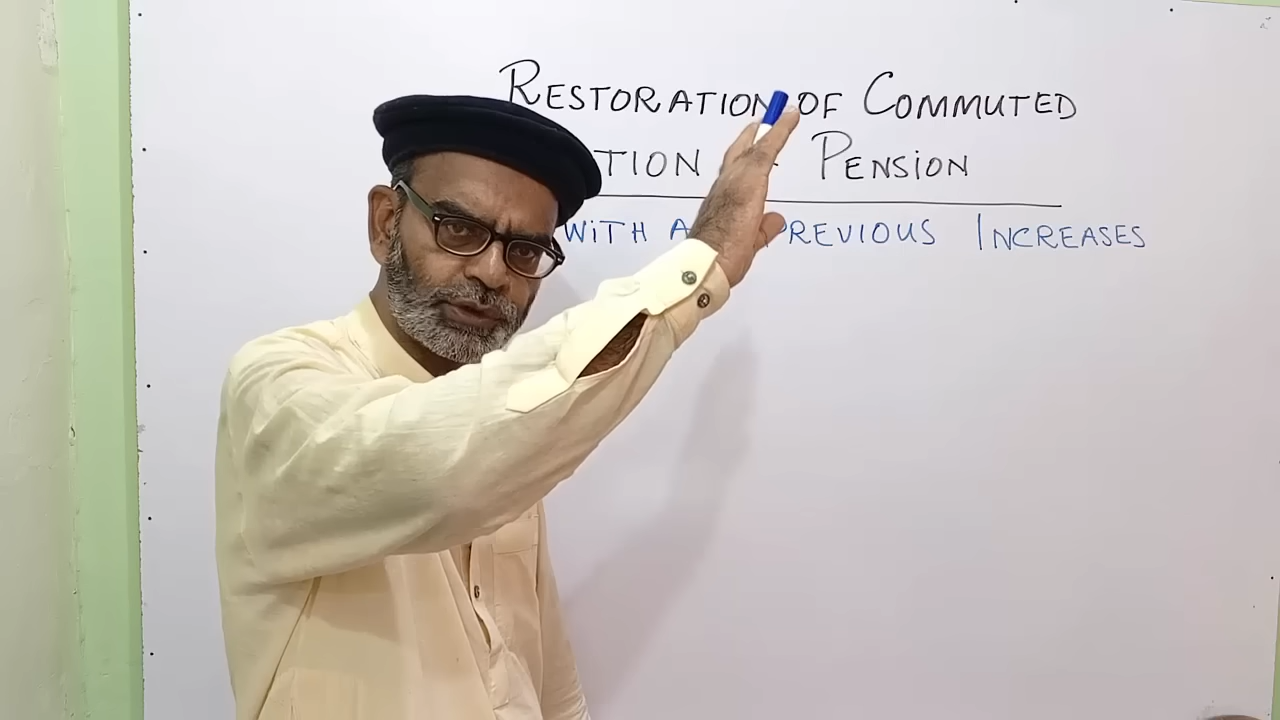 RESTORATION OF COMMUTED
TION PENSION
WITH PREVIOUS INCREASES